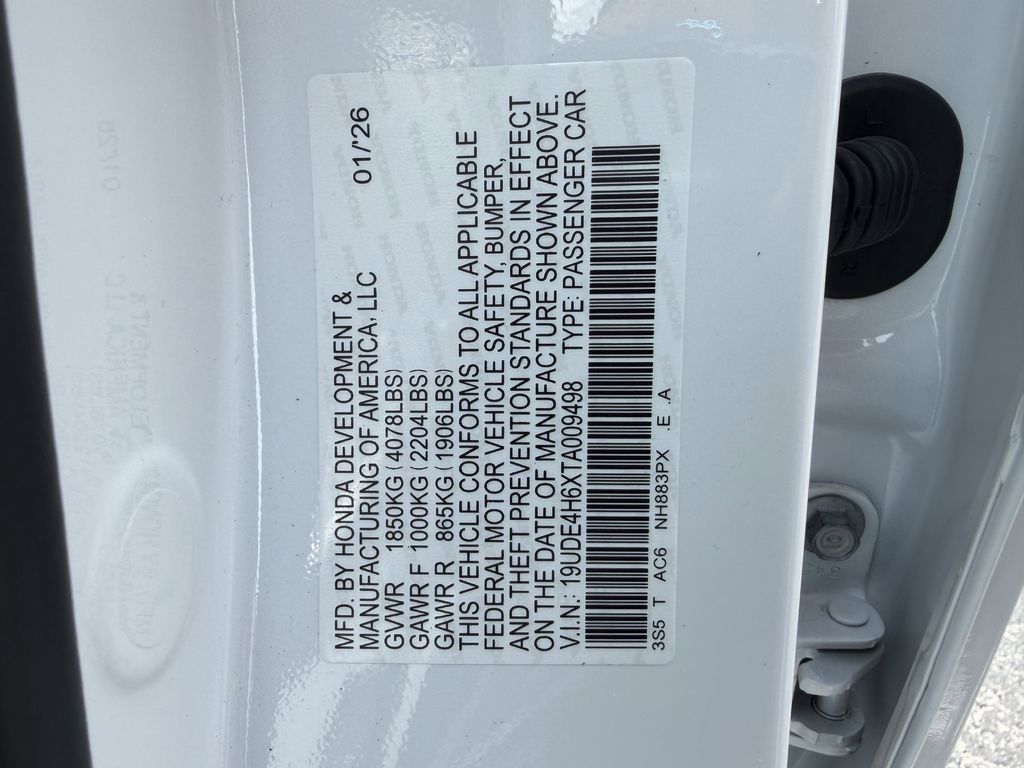 MFD. BY HONDA DEVELOPMENT & 01/'26
MANUFACTURING OF AMERICA, LLC
GVWR 1850KG ( 4078LBS)
GAWR F 1000KG ( 2204LBS)
GAWR R 865KG ( 1906LBS)
THIS VEHICLE CONFORMS TO ALL APPLICABLE
FEDERAL MOTOR VEHICLE SAFETY, BUMPER,
AND THEFT PREVENTION STANDARDS IN EFFECT
ON THE DATE OF MANUFACTURE SHOWN ABOVE.
V.I.N: 19UDE4H6XTA009498 TYPE: PASSENGER CAR
3S5 T AC6 NH883PX .E .A
L
R